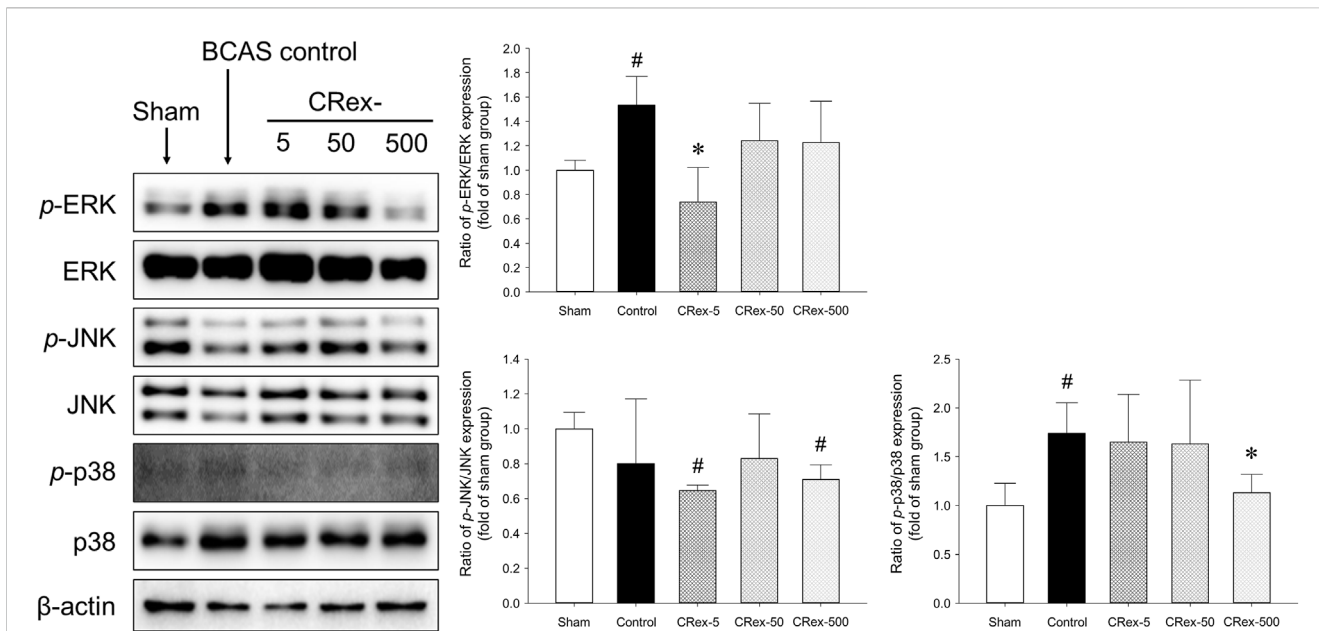 BCAS control
Sham
CRex-
5 50 500
p-ERK
ERK
p-JNK
JNK
p-p38
p38
β-actin
Ratio of p-ERK/ERK expression
(fold of sham group)
2.0
1.8
1.6
1.4
1.2
1.0
0.8
0.6
0.4
0.2
0.0
#
*
Sham Control CRex-5 CRex-50 CRex-500
Ratio of p-JNK/JNK expression
(fold of sham group)
1.4
1.2
1.0
0.8
0.6
0.4
0.2
0.0
#
#
Sham Control CRex-5 CRex-50 CRex-500
Ratio of p-p38/p38 expression
(fold of sham group)
2.5
2.0
1.5
1.0
0.5
0.0
#
*
Sham Control CRex-5 CRex-50 CRex-500